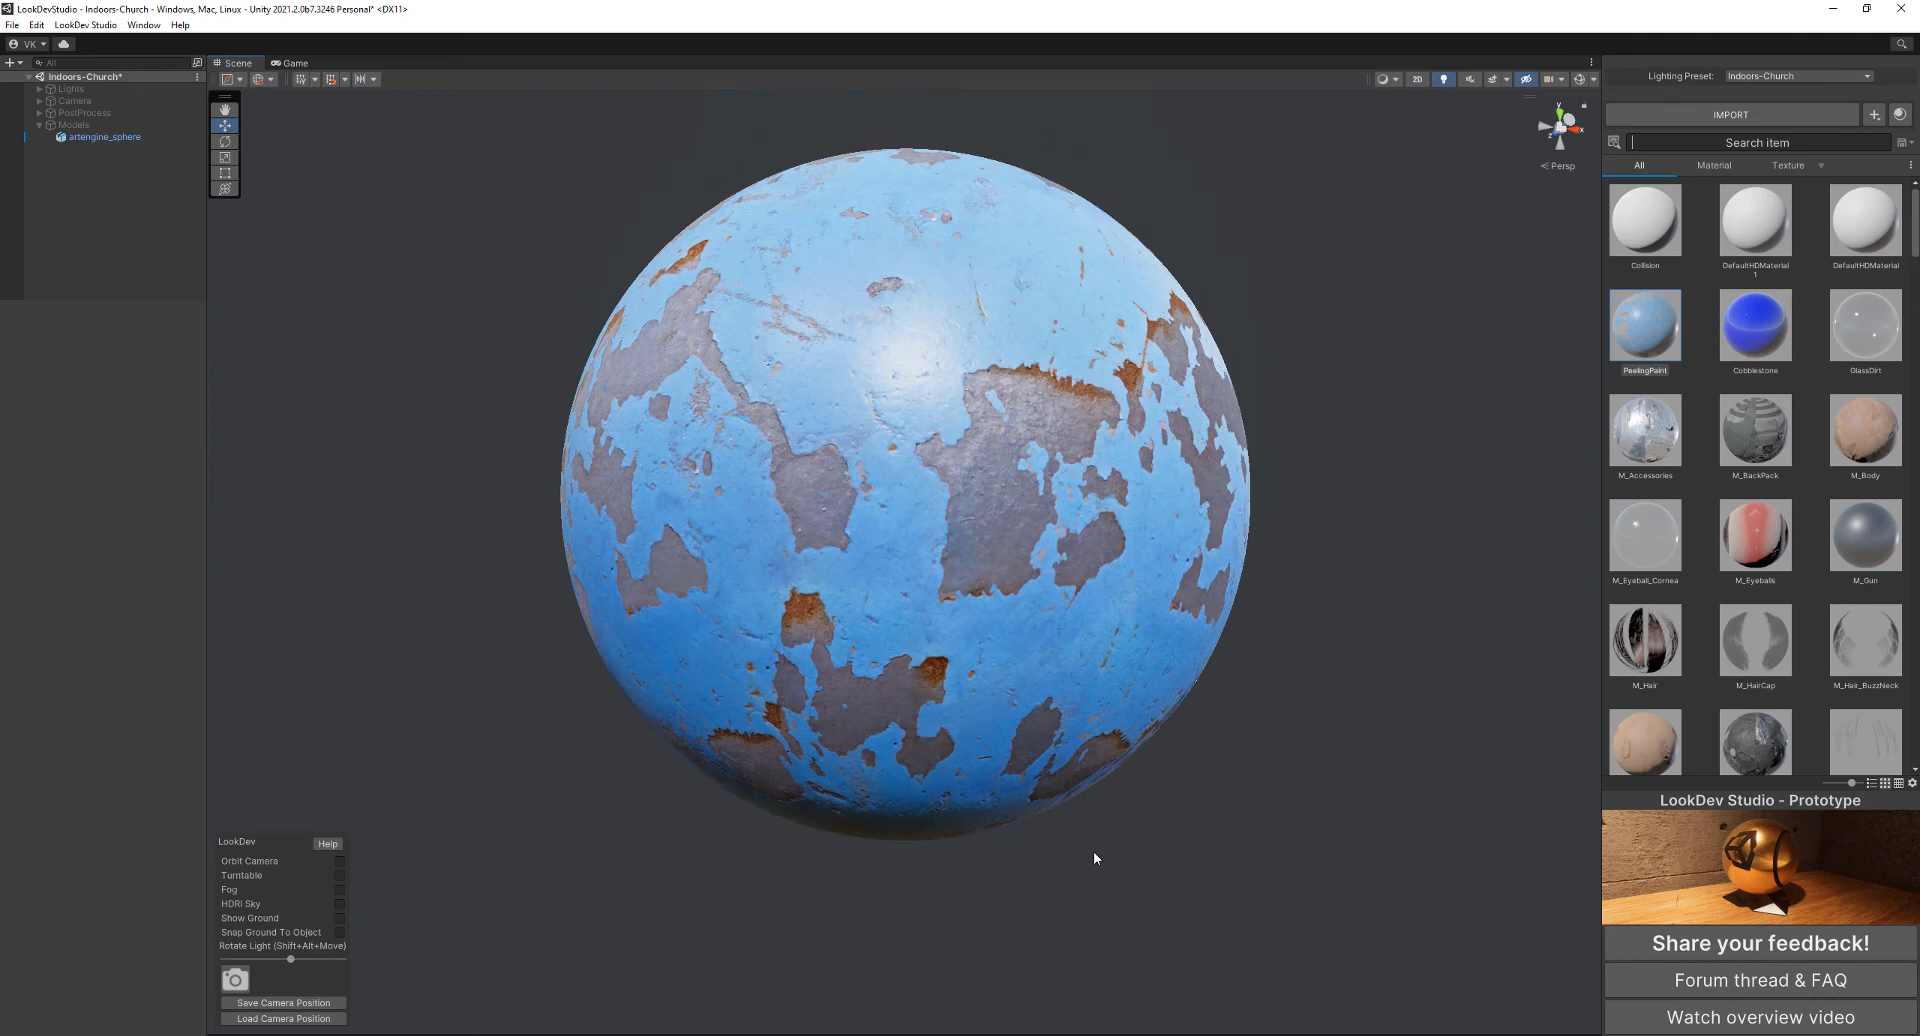 LookDevStudio - Indoors-Church - Windows, Mac, Linux - Unity 2021.2.0b7.3246 Personal* <DX11>
File Edit LookDev Studio Window Help
VK
All
Scene
Game
Indoors-Church*
Lights
Camera
PostProcess
Models
artengine_sphere
2D
y
x
z
Persp
Lighting Preset: Indoors-Church
IMPORT
Search item
All Material Texture
Collision
DefaultHDMaterial 1
DefaultHDMaterial
PeelingPaint
Cobblestone
GlassDirt
M_Accessories
M_BackPack
M_Body
M_Eyeball_Cornea
M_Eyeballs
M_Gun
M_Hair
M_HairCap
M_Hair_BuzzNeck
LookDev Studio - Prototype
Share your feedback!
Forum thread & FAQ
Watch overview video
LookDev
Help
Orbit Camera
Turntable
Fog
HDRI Sky
Show Ground
Snap Ground To Object
Rotate Light (Shift+Alt+Move)
Save Camera Position
Load Camera Position